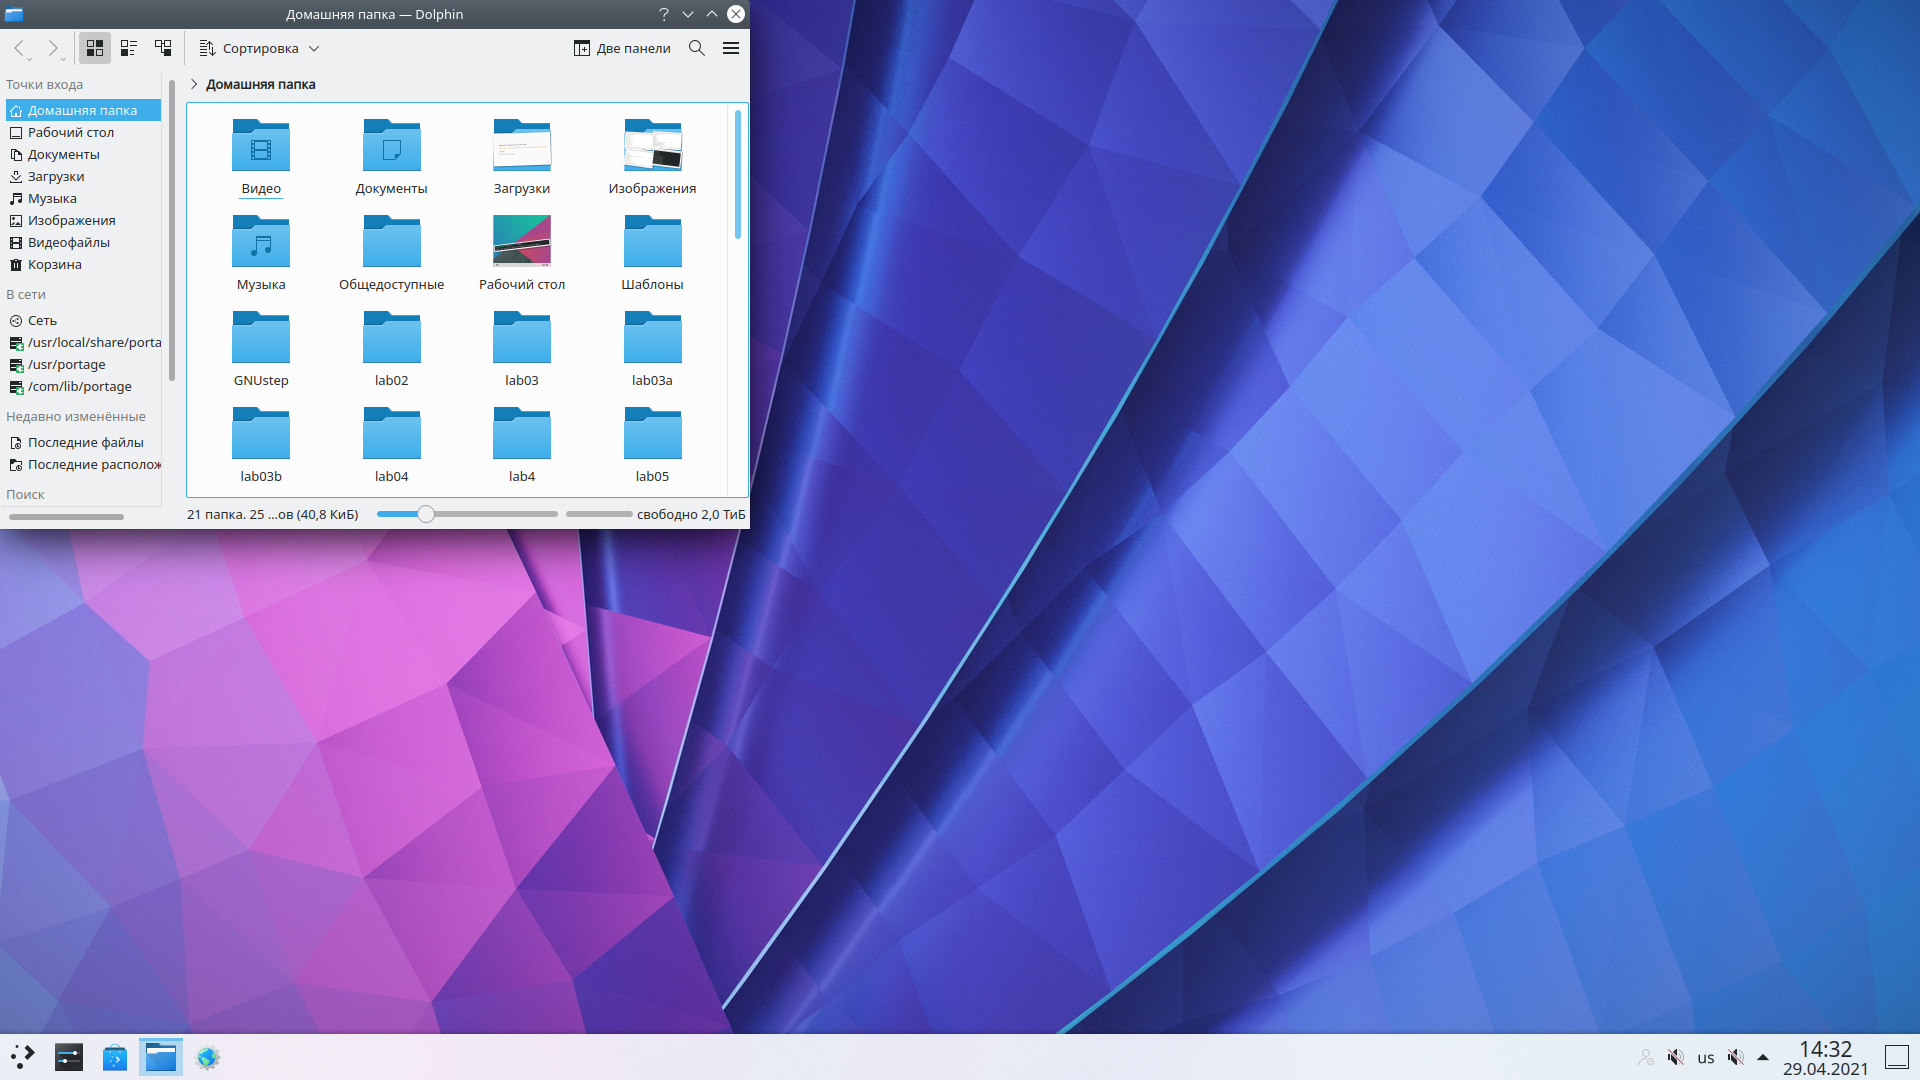 Домашняя папка — Dolphin
Сортировка
Две панели
Точки входа
Домашняя папка
Рабочий стол
Документы
Загрузки
Музыка
Изображения
Видеофайлы
Корзина
В сети
Сеть
/usr/local/share/porta
/usr/portage
/com/lib/portage
Недавно изменённые
Последние файлы
Последние располож
Поиск
Домашняя папка
Видео Документы Загрузки Изображения
Музыка Общедоступные Рабочий стол Шаблоны
GNUstep lab02 lab03 lab03a
lab03b lab04 lab4 lab05
21 папка. 25 ...ов (40,8 КиБ) свободно 2,0 ТиБ
us
14:32
29.04.2021